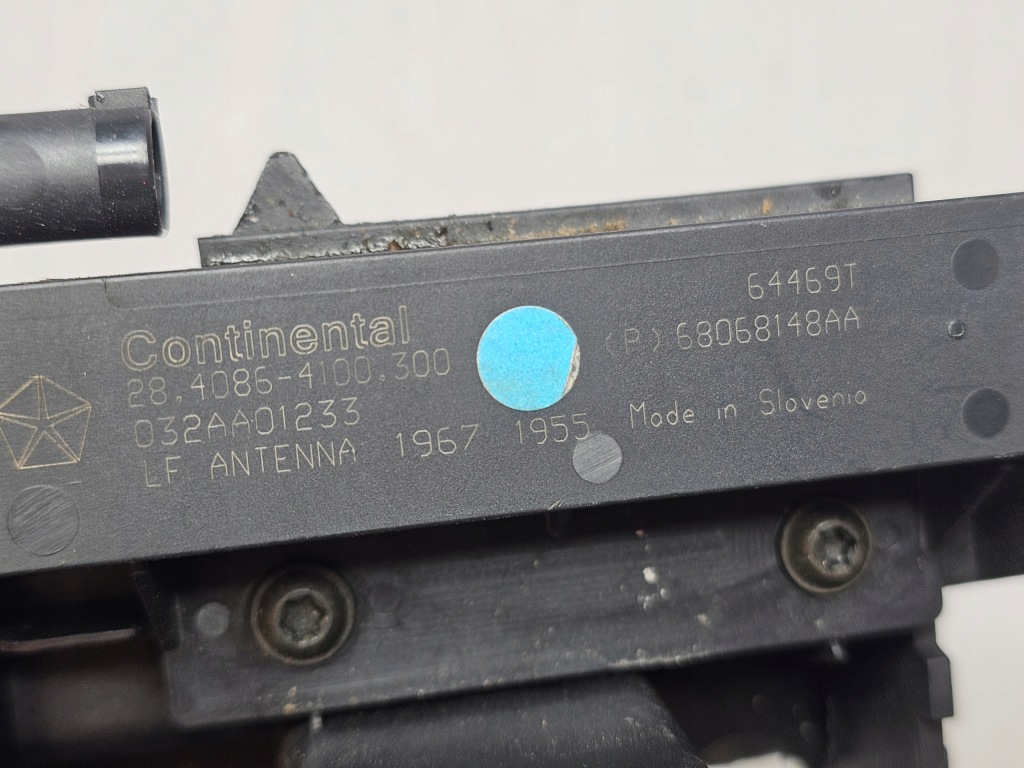 64469T
Continental
28.4086-4100.300
(P) 68068148AA
032AA01233
LF ANTENNA 1967 1955 Made in Slovenia